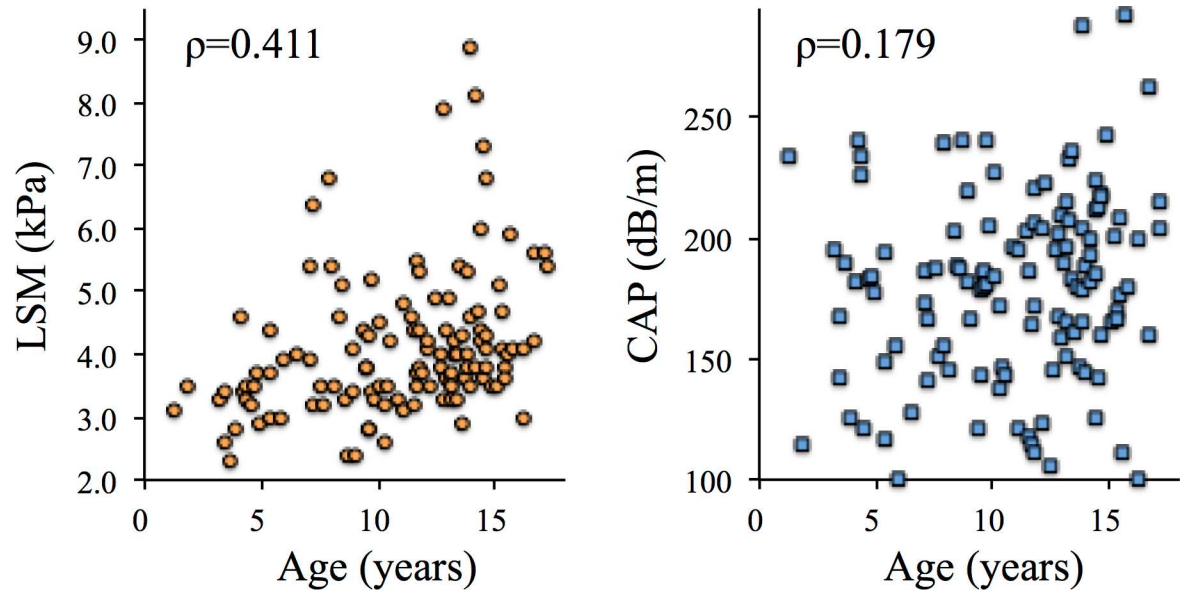 ρ=0.411
LSM (kPa)
9.0
8.0
7.0
6.0
5.0
4.0
3.0
2.0
0 5 10 15
Age (years)
ρ=0.179
CAP (dB/m)
250
200
150
100
0 5 10 15
Age (years)